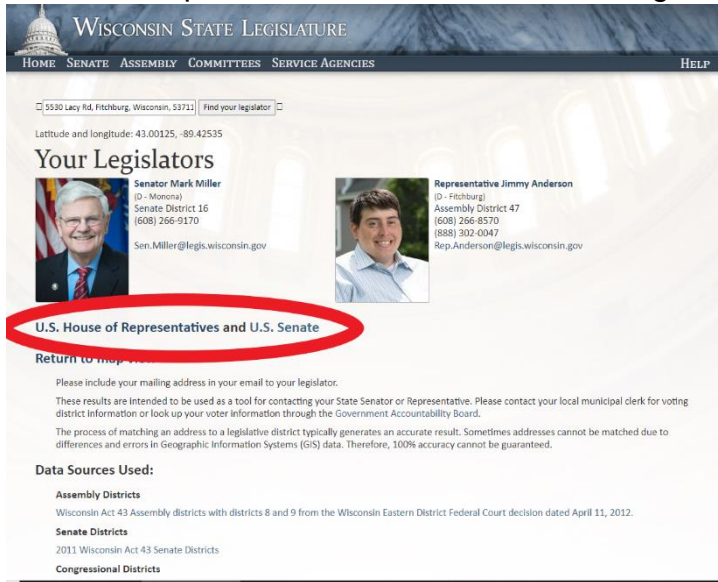 WISCONSIN STATE LEGISLATURE
HOME SENATE ASSEMBLY COMMITTEES SERVICE AGENCIES HELP
5530 Lacy Rd, Fitchburg, Wisconsin, 53711 Find your legislator
Latitude and longitude: 43.00125, -89.42535
Your Legislators
Senator Mark Miller
(D - Monona)
Senate District 16
(608) 266-9170
Sen.Miller@legis.wisconsin.gov
Representative Jimmy Anderson
(D - Fitchburg)
Assembly District 47
(608) 266-8570
(888) 302-0047
Rep.Anderson@legis.wisconsin.gov
U.S. House of Representatives and U.S. Senate
Return to map
Please include your mailing address in your email to your legislator.
These results are intended to be used as a tool for contacting your State Senator or Representative. Please contact your local municipal clerk for voting
district information or look up your voter information through the Government Accountability Board.
The process of matching an address to a legislative district typically generates an accurate result. Sometimes addresses cannot be matched due to
differences and errors in Geographic Information Systems (GIS) data. Therefore, 100% accuracy cannot be guaranteed.
Data Sources Used:
Assembly Districts
Wisconsin Act 43 Assembly districts with districts 8 and 9 from the Wisconsin Eastern District Federal Court decision dated April 11, 2012.
Senate Districts
2011 Wisconsin Act 43 Senate Districts
Congressional Districts